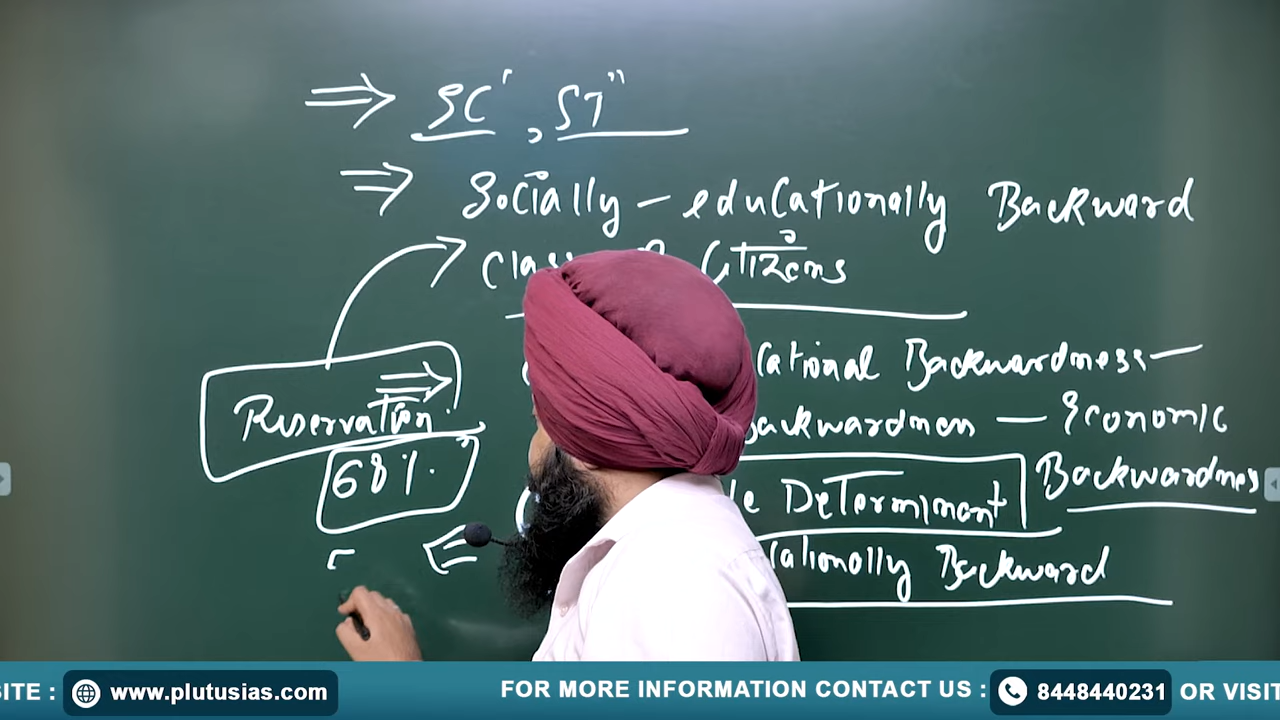 ⇒ SC', ST"
⇒ Socially – educationally Backward
Class Citizens
cational Backwardness –
Backwardness — Economic
Backwardness
Reservation
68%.
le Determinant
cationally Backward
SITE : www.plutusias.com FOR MORE INFORMATION CONTACT US : 8448440231 OR VISIT